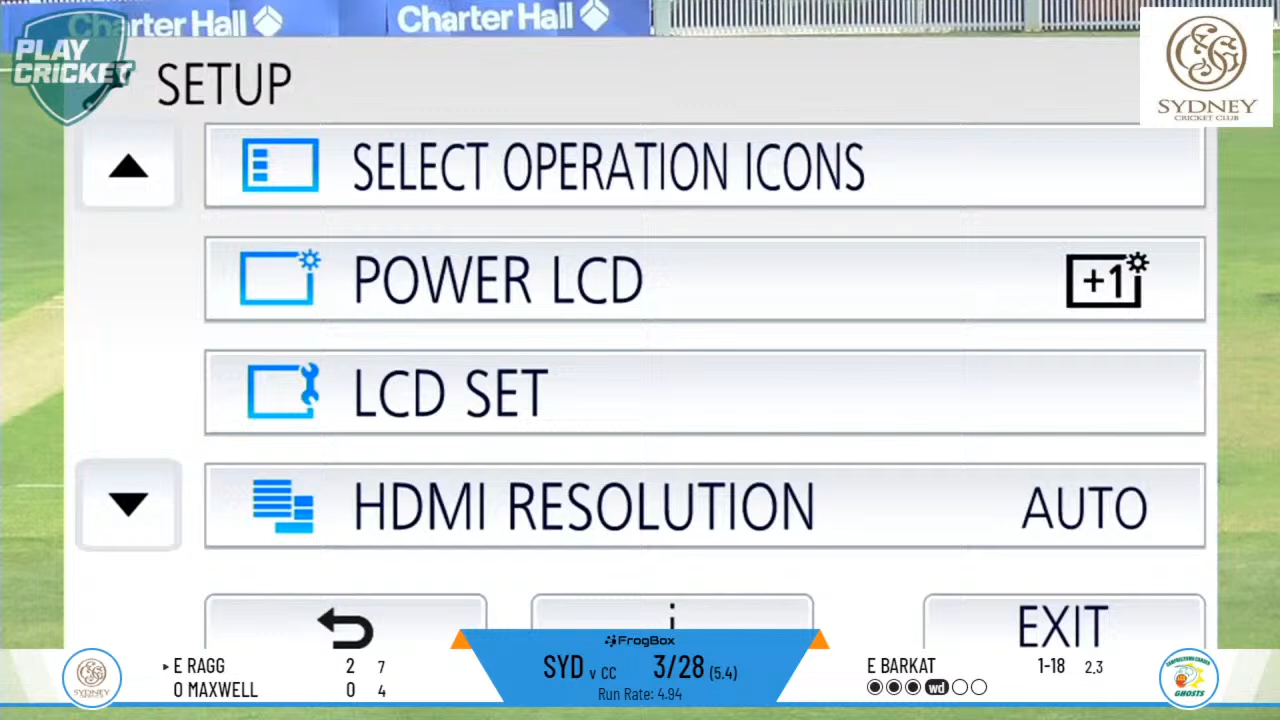 Charter Hall
Charter Hall
PLAY
CRICKET
SYDNEY
CRICKET CLUB
SETUP
SELECT OPERATION ICONS
POWER LCD
+1
LCD SET
HDMI RESOLUTION AUTO
i EXIT
FrogBox
E RAGG 2 7
O MAXWELL 0 4
SYD v CC 3/28 (5.4)
Run Rate: 4.94
E BARKAT 1-18 2.3
wd
SYDNEY
GHOSTS